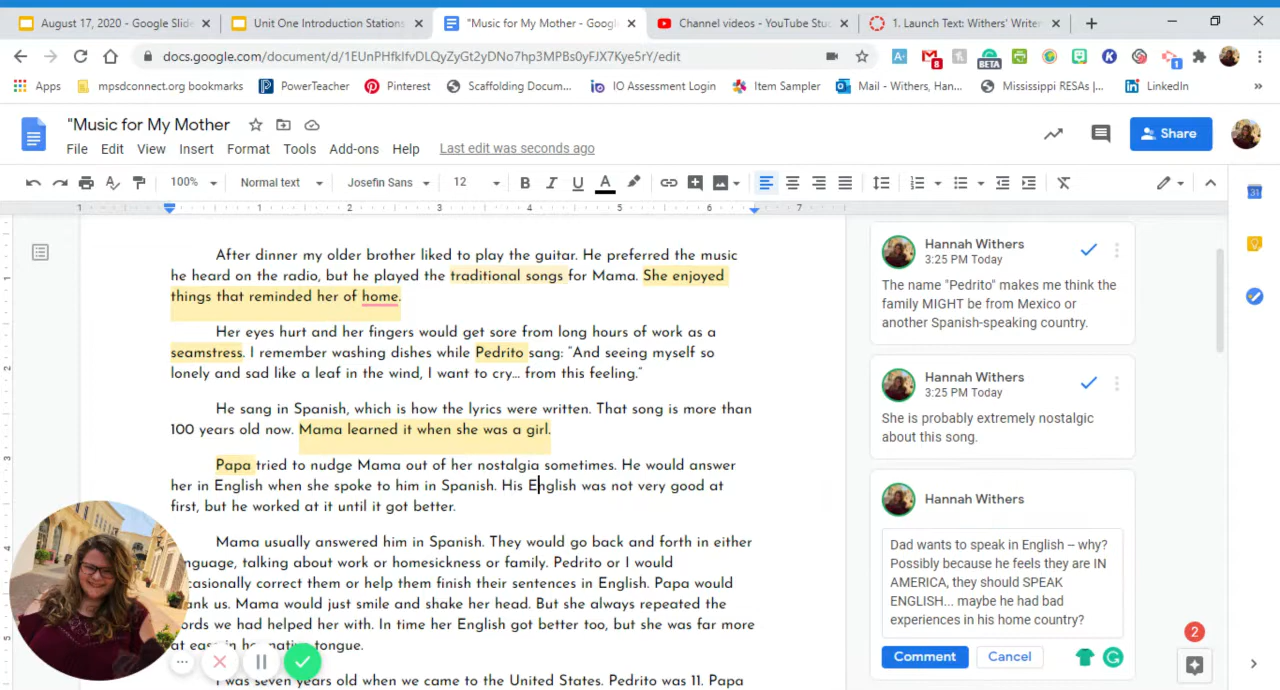 August 17, 2020 - Google Slide
Unit One Introduction Stations
"Music for My Mother - Googl
Channel videos - YouTube Stu
1. Launch Text: Withers' Writer
docs.google.com/document/d/1EUnPHfkIfvDLQyZyGt2yDNo7hp3MPBs0yFJX7Kye5rY/edit
8
BETA
1
Apps
mpsdconnect.org bookmarks
PowerTeacher
Pinterest
Scaffolding Docum...
IO Assessment Login
Item Sampler
Mail - Withers, Han...
Mississippi RESAs |...
LinkedIn
"Music for My Mother
File Edit View Insert Format Tools Add-ons Help
Last edit was seconds ago
Share
100% Normal text Josefin Sans 12
1 1 2 3 4 5 6 7
After dinner my older brother liked to play the guitar. He preferred the music
he heard on the radio, but he played the traditional songs for Mama. She enjoyed
things that reminded her of home.
Her eyes hurt and her fingers would get sore from long hours of work as a
seamstress. I remember washing dishes while Pedrito sang: “And seeing myself so
lonely and sad like a leaf in the wind, I want to cry… from this feeling.”
He sang in Spanish, which is how the lyrics were written. That song is more than
100 years old now. Mama learned it when she was a girl.
Papa tried to nudge Mama out of her nostalgia sometimes. He would answer
her in English when she spoke to him in Spanish. His English was not very good at
first, but he worked at it until it got better.
Mama usually answered him in Spanish. They would go back and forth in either
nguage, talking about work or homesickness or family. Pedrito or I would
ccasionally correct them or help them finish their sentences in English. Papa would
ank us. Mama would just smile and shake her head. But she always repeated the
ords we had helped her with. In time her English got better too, but she was far more
at ease in her native tongue.
I was seven years old when we came to the United States. Pedrito was 11. Papa
Hannah Withers
3:25 PM Today
The name "Pedrito" makes me think the
family MIGHT be from Mexico or
another Spanish-speaking country.
Hannah Withers
3:25 PM Today
She is probably extremely nostalgic
about this song.
Hannah Withers
Dad wants to speak in English – why?
Possibly because he feels they are IN
AMERICA, they should SPEAK
ENGLISH... maybe he had bad
experiences in his home country?
Comment Cancel
2